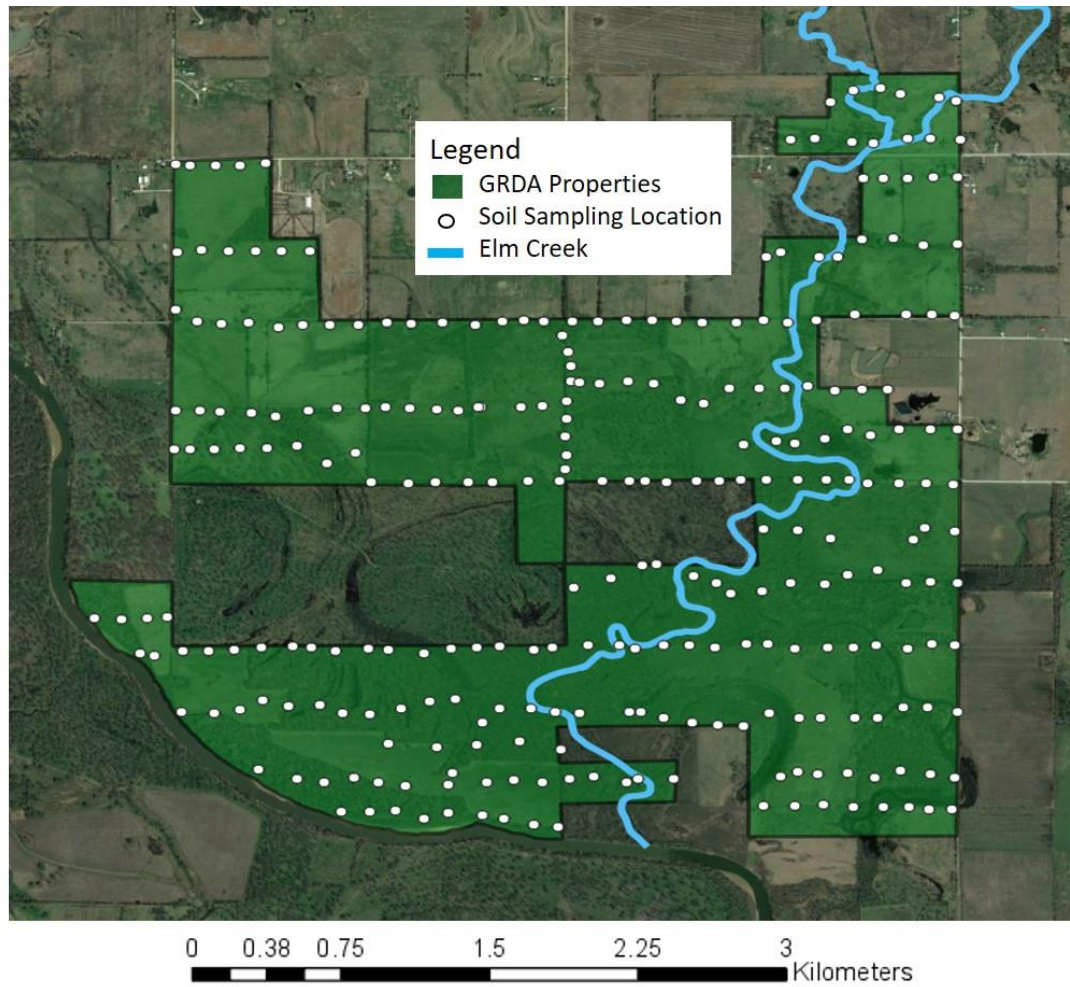 Legend
GRDA Properties
Soil Sampling Location
Elm Creek
0 0.38 0.75 1.5 2.25 3
Kilometers